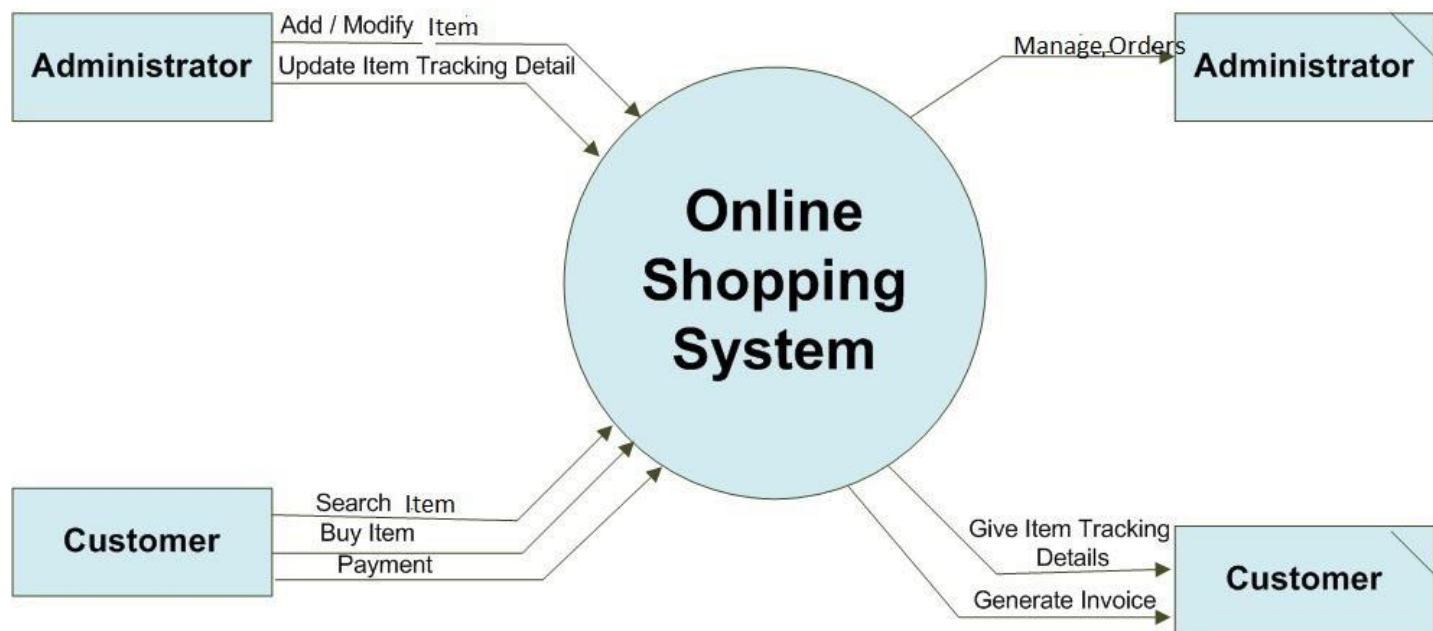 Administrator
Add / Modify Item
Update Item Tracking Detail
Manage Orders
Administrator
Online
Shopping
System
Customer
Search Item
Buy Item
Payment
Give Item Tracking
Details
Generate Invoice
Customer